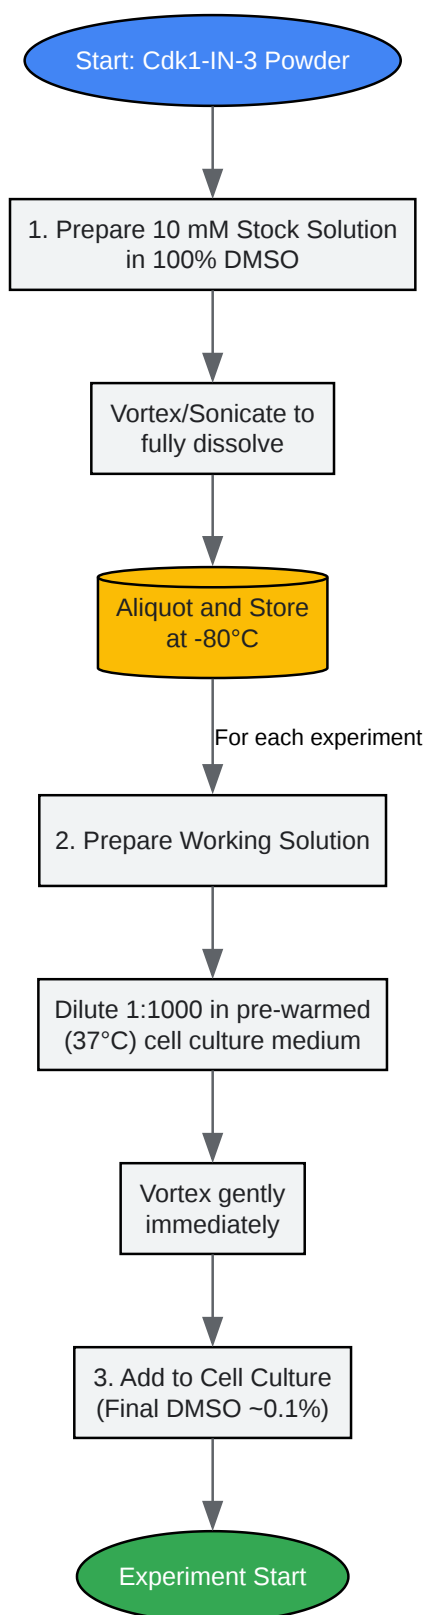 Start: Cdk1-IN-3 Powder
1. Prepare 10 mM Stock Solution
in 100% DMSO
Vortex/Sonicate to
fully dissolve
Aliquot and Store
at -80°C
For each experiment
2. Prepare Working Solution
Dilute 1:1000 in pre-warmed
(37°C) cell culture medium
Vortex gently
immediately
3. Add to Cell Culture
(Final DMSO ~0.1%)
Experiment Start